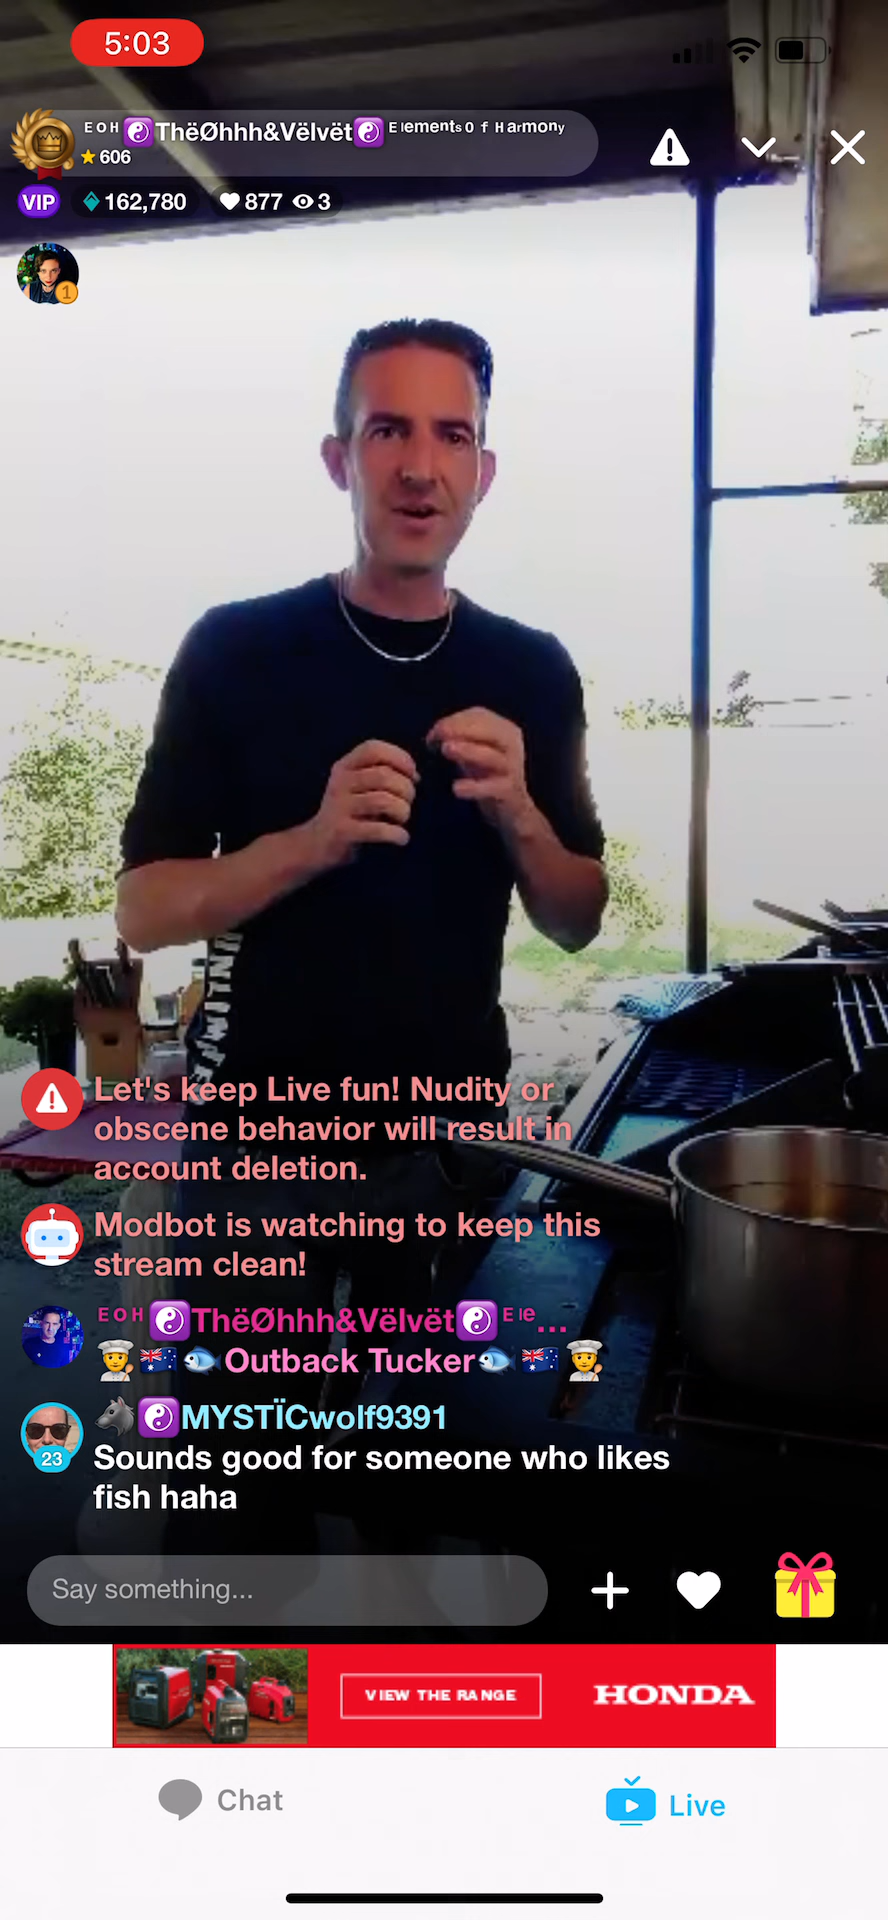 5:03
EOH☯ThëØhhh&Vëlvët☯Elements Of Harmony
606
VIP 162,780 877 3
1
Let's keep Live fun! Nudity or
obscene behavior will result in
account deletion.
Modbot is watching to keep this
stream clean!
EOH☯ThëØhhh&Vëlvët☯Ele...
👨‍🍳🇦🇺🐟Outback Tucker🐟🇦🇺👨‍🍳
🐺☯MYSTÏCwolf9391
23
Sounds good for someone who likes
fish haha
Say something...
VIEW THE RANGE
HONDA
Chat
Live